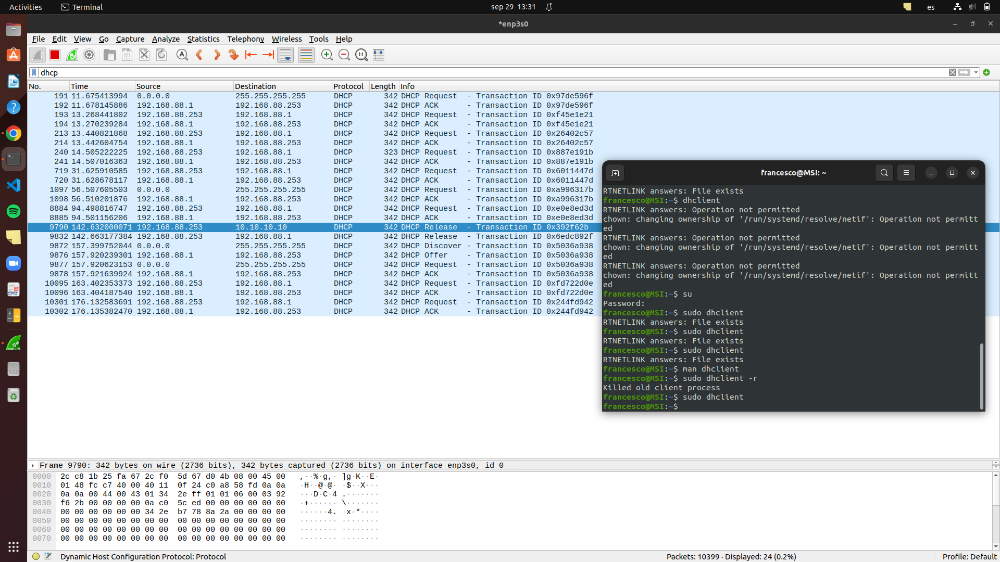 Activities
Terminal
sep 29 13:31
es
*enp3s0
File Edit View Go Capture Analyze Statistics Telephony Wireless Tools Help
dhcp
No. Time Source Destination Protocol Length Info
191 11.675413994 0.0.0.0 255.255.255.255 DHCP 342 DHCP Request - Transaction ID 0x97de596f
192 11.678145886 192.168.88.1 192.168.88.253 DHCP 342 DHCP ACK - Transaction ID 0x97de596f
193 13.268441802 192.168.88.253 192.168.88.1 DHCP 342 DHCP Request - Transaction ID 0xf45e1e21
194 13.270239284 192.168.88.1 192.168.88.253 DHCP 342 DHCP ACK - Transaction ID 0xf45e1e21
213 13.440821868 192.168.88.253 192.168.88.1 DHCP 342 DHCP Request - Transaction ID 0x26402c57
214 13.442604754 192.168.88.1 192.168.88.253 DHCP 342 DHCP ACK - Transaction ID 0x26402c57
240 14.505222225 192.168.88.253 192.168.88.1 DHCP 323 DHCP Request - Transaction ID 0x887e191b
241 14.507016363 192.168.88.1 192.168.88.253 DHCP 342 DHCP ACK - Transaction ID 0x887e191b
719 31.625910585 192.168.88.253 192.168.88.1 DHCP 342 DHCP Request - Transaction ID 0x6011447d
720 31.628678117 192.168.88.1 192.168.88.253 DHCP 342 DHCP ACK - Transaction ID 0x6011447d
1097 56.507605503 0.0.0.0 255.255.255.255 DHCP 342 DHCP Request - Transaction ID 0xa996317b
1098 56.510201876 192.168.88.1 192.168.88.253 DHCP 342 DHCP ACK - Transaction ID 0xa996317b
8884 94.498816747 192.168.88.253 192.168.88.1 DHCP 342 DHCP Request - Transaction ID 0xe0e8ed3d
8885 94.501156206 192.168.88.1 192.168.88.253 DHCP 342 DHCP ACK - Transaction ID 0xe0e8ed3d
9790 142.632000071 192.168.88.253 10.10.10.10 DHCP 342 DHCP Release - Transaction ID 0x392f62b
9832 142.663177384 192.168.88.253 192.168.88.1 DHCP 342 DHCP Release - Transaction ID 0x6edc892f
9872 157.399752044 0.0.0.0 255.255.255.255 DHCP 342 DHCP Discover - Transaction ID 0x5036a938
9876 157.920239301 192.168.88.1 192.168.88.253 DHCP 342 DHCP Offer - Transaction ID 0x5036a938
9877 157.920623153 0.0.0.0 255.255.255.255 DHCP 342 DHCP Request - Transaction ID 0x5036a938
9878 157.921639924 192.168.88.1 192.168.88.253 DHCP 342 DHCP ACK - Transaction ID 0x5036a938
10095 163.402353373 192.168.88.253 192.168.88.1 DHCP 342 DHCP Request - Transaction ID 0xfd722d0e
10096 163.404187540 192.168.88.1 192.168.88.253 DHCP 342 DHCP ACK - Transaction ID 0xfd722d0e
10301 176.132583691 192.168.88.253 192.168.88.1 DHCP 342 DHCP Request - Transaction ID 0x244fd942
10302 176.135382470 192.168.88.1 192.168.88.253 DHCP 342 DHCP ACK - Transaction ID 0x244fd942
francesco@MSI: ~
RTNETLINK answers: File exists
francesco@MSI:~$ dhclient
RTNETLINK answers: Operation not permitted
chown: changing ownership of '/run/systemd/resolve/netif': Operation not permitt
ed
RTNETLINK answers: Operation not permitted
chown: changing ownership of '/run/systemd/resolve/netif': Operation not permitt
ed
RTNETLINK answers: Operation not permitted
chown: changing ownership of '/run/systemd/resolve/netif': Operation not permitt
ed
francesco@MSI:~$ su
Password:
francesco@MSI:~$ sudo dhclient
RTNETLINK answers: File exists
francesco@MSI:~$ sudo dhclient
RTNETLINK answers: File exists
francesco@MSI:~$ sudo dhclient
RTNETLINK answers: File exists
francesco@MSI:~$ man dhclient
francesco@MSI:~$ sudo dhclient -r
Killed old client process
francesco@MSI:~$ sudo dhclient
francesco@MSI:~$
SSD
Frame 9790: 342 bytes on wire (2736 bits), 342 bytes captured (2736 bits) on interface enp3s0, id 0
0000 2c c8 1b 25 fa 67 2c f0 5d 67 d0 4b 08 00 45 00 ,··%·g,· ]g·K··E·
0010 01 48 fc c7 40 00 40 11 0f 24 c0 a8 58 fd 0a 0a ·H··@·@· ·$··X···
0020 0a 0a 00 44 00 43 01 34 2e ff 01 01 06 00 03 92 ···D·C·4 .·······
0030 f6 2b 00 00 00 00 0a c0 5c ed 00 00 00 00 00 00 ·+······ \·······
0040 00 00 00 00 00 00 34 2e b7 78 8a 2a 00 00 00 00 ······4. ·x·*····
0050 00 00 00 00 00 00 00 00 00 00 00 00 00 00 00 00 ········ ········
0060 00 00 00 00 00 00 00 00 00 00 00 00 00 00 00 00 ········ ········
0070 00 00 00 00 00 00 00 00 00 00 00 00 00 00 00 00 ········ ········
Dynamic Host Configuration Protocol: Protocol
Packets: 10399 · Displayed: 24 (0.2%)
Profile: Default